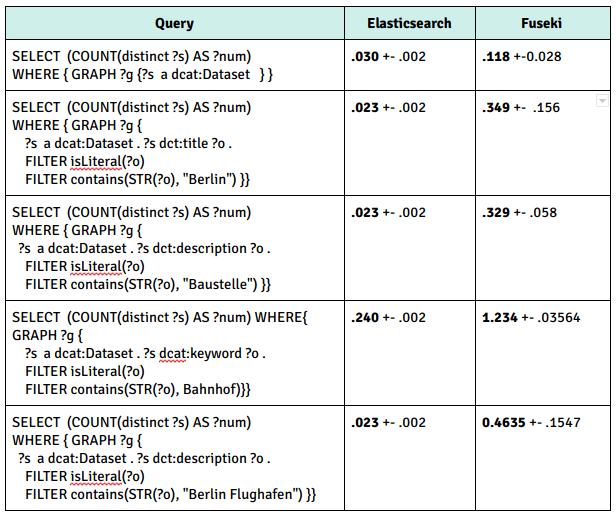 Query Elasticsearch Fuseki
SELECT (COUNT(distinct ?s) AS ?num) .030 +- .002 .118 +-0.028
WHERE { GRAPH ?g {?s a dcat:Dataset } }
SELECT (COUNT(distinct ?s) AS ?num) .023 +- .002 .349 +- .156
WHERE { GRAPH ?g {
?s a dcat:Dataset . ?s dct:title ?o .
FILTER isLiteral(?o)
FILTER contains(STR(?o), "Berlin") }}
SELECT (COUNT(distinct ?s) AS ?num) .023 +- .002 .329 +- .058
WHERE { GRAPH ?g {
?s a dcat:Dataset . ?s dct:description ?o .
FILTER isLiteral(?o)
FILTER contains(STR(?o), "Baustelle") }}
SELECT (COUNT(distinct ?s) AS ?num) WHERE{ .240 +- .002 1.234 +- .03564
GRAPH ?g {
?s a dcat:Dataset . ?s dcat:keyword ?o .
FILTER isLiteral(?o)
FILTER contains(STR(?o), Bahnhof)}}
SELECT (COUNT(distinct ?s) AS ?num) .023 +- .002 0.4635 +- .1547
WHERE { GRAPH ?g {
?s a dcat:Dataset . ?s dct:description ?o .
FILTER isLiteral(?o)
FILTER contains(STR(?o), "Berlin Flughafen") }}